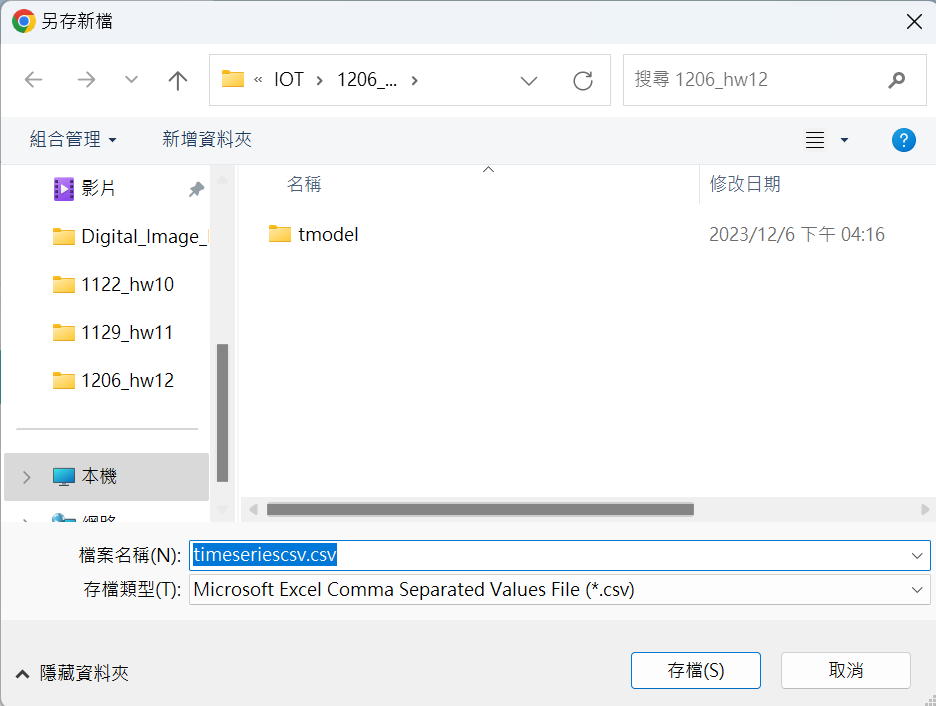 另存新檔
« IOT › 1206_... ›
搜尋 1206_hw12
組合管理
新增資料夾
?
名稱
修改日期
影片
Digital_Image_
1122_hw10
1129_hw11
1206_hw12
本機
網路
tmodel
2023/12/6 下午 04:16
檔案名稱(N):
timeseriescsv.csv
存檔類型(T):
Microsoft Excel Comma Separated Values File (*.csv)
隱藏資料夾
存檔(S)
取消